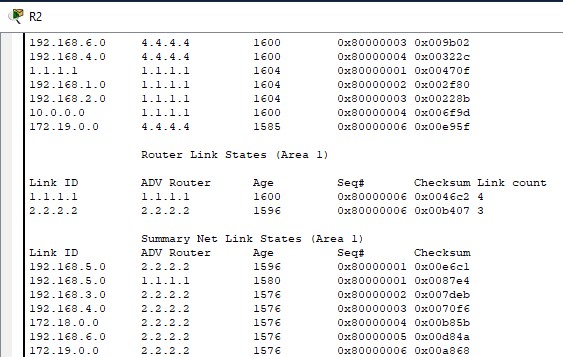 R2
192.168.6.0 4.4.4.4 1600 0x80000003 0x009b02
192.168.4.0 4.4.4.4 1600 0x80000004 0x00322c
1.1.1.1 1.1.1.1 1604 0x80000001 0x00470f
192.168.1.0 1.1.1.1 1604 0x80000002 0x002f80
192.168.2.0 1.1.1.1 1604 0x80000003 0x00228b
10.0.0.0 1.1.1.1 1600 0x80000004 0x006f9d
172.19.0.0 4.4.4.4 1585 0x80000006 0x00e95f
Router Link States (Area 1)
Link ID ADV Router Age Seq# Checksum Link count
1.1.1.1 1.1.1.1 1600 0x80000006 0x0046c2 4
2.2.2.2 2.2.2.2 1596 0x80000006 0x00b407 3
Summary Net Link States (Area 1)
Link ID ADV Router Age Seq# Checksum
192.168.5.0 2.2.2.2 1596 0x80000001 0x00e6c1
192.168.5.0 1.1.1.1 1580 0x80000001 0x0087e4
192.168.3.0 2.2.2.2 1576 0x80000002 0x007deb
192.168.4.0 2.2.2.2 1576 0x80000003 0x0070f6
172.18.0.0 2.2.2.2 1576 0x80000004 0x00b85b
192.168.6.0 2.2.2.2 1576 0x80000005 0x00d84a
172.19.0.0 2.2.2.2 1576 0x80000006 0x00a868